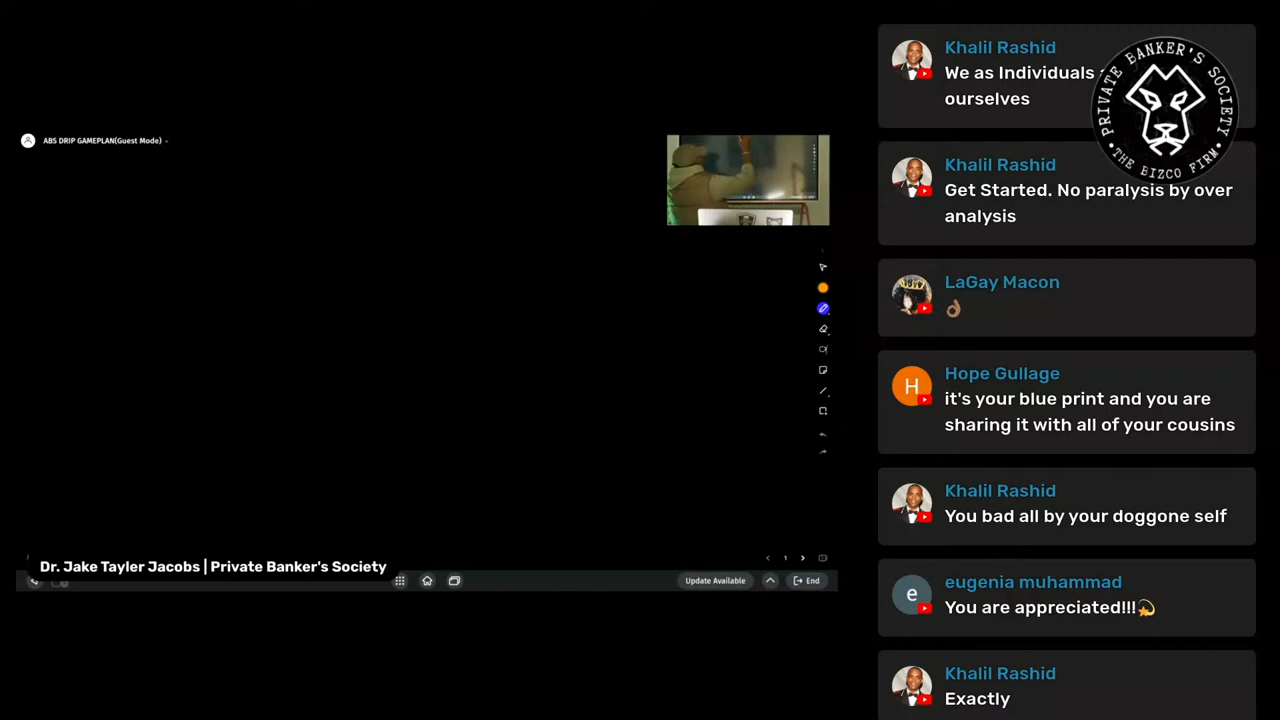 ABS DRIP GAMEPLAN(Guest Mode)
Dr. Jake Tayler Jacobs | Private Banker's Society
1
Update Available
End
Khalil Rashid
We as Individuals
ourselves
Khalil Rashid
Get Started. No paralysis by over
analysis
LaGay Macon
👌🏾
Hope Gullage
H
it's your blue print and you are
sharing it with all of your cousins
Khalil Rashid
You bad all by your doggone self
eugenia muhammad
e
You are appreciated!!!💫
Khalil Rashid
Exactly
PRIVATE BANKER'S SOCIETY
• THE BIZCO FIRM •